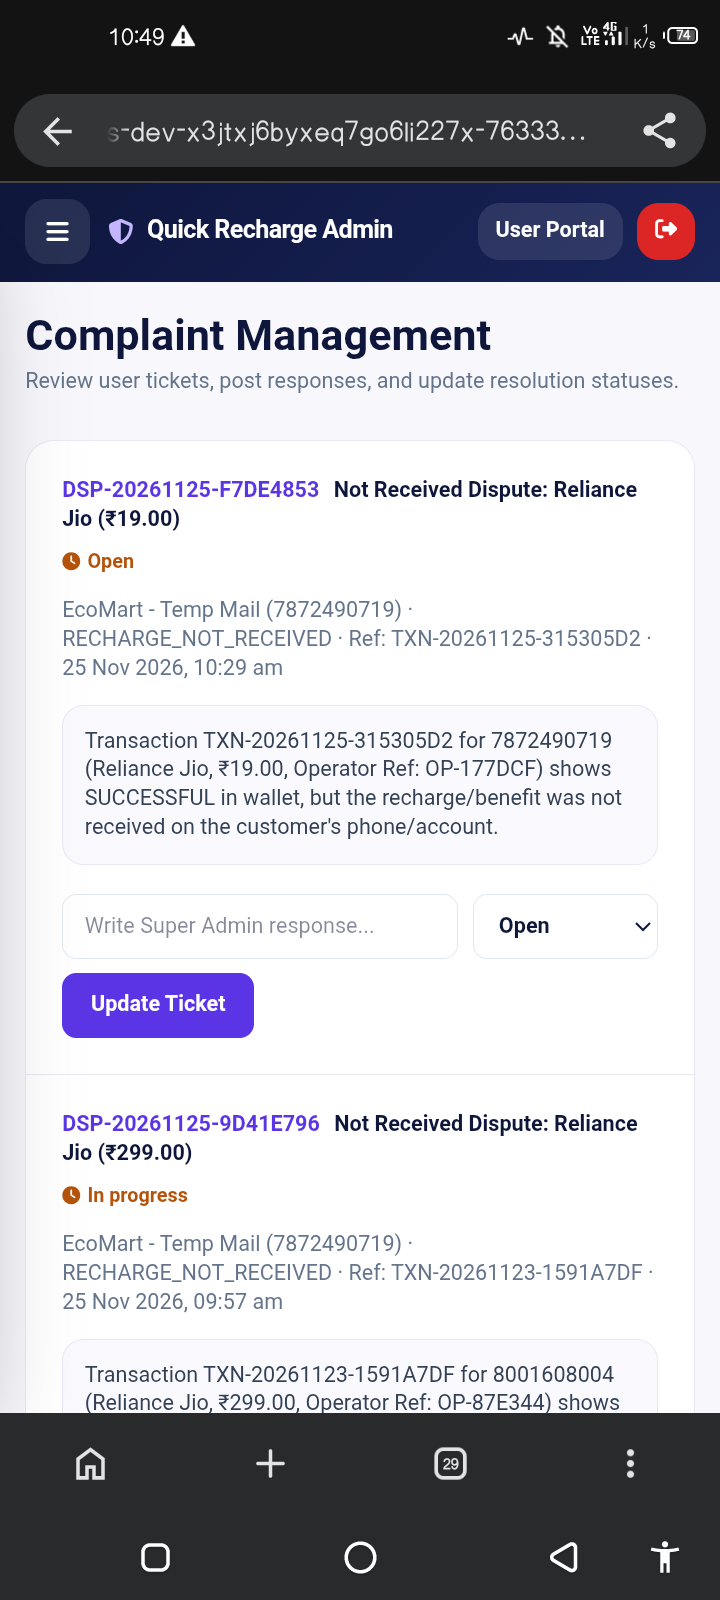 10:49
Vo LTE 4G 1 K/s 74
s-dev-x3jtxj6byxeq7go6li227x-76333...
Quick Recharge Admin
User Portal
Complaint Management
Review user tickets, post responses, and update resolution statuses.
DSP-20261125-F7DE4853 Not Received Dispute: Reliance
Jio (₹19.00)
Open
EcoMart - Temp Mail (7872490719) ·
RECHARGE_NOT_RECEIVED · Ref: TXN-20261125-315305D2 ·
25 Nov 2026, 10:29 am
Transaction TXN-20261125-315305D2 for 7872490719
(Reliance Jio, ₹19.00, Operator Ref: OP-177DCF) shows
SUCCESSFUL in wallet, but the recharge/benefit was not
received on the customer's phone/account.
Write Super Admin response...
Open
Update Ticket
DSP-20261125-9D41E796 Not Received Dispute: Reliance
Jio (₹299.00)
In progress
EcoMart - Temp Mail (7872490719) ·
RECHARGE_NOT_RECEIVED · Ref: TXN-20261123-1591A7DF ·
25 Nov 2026, 09:57 am
Transaction TXN-20261123-1591A7DF for 8001608004
(Reliance Jio, ₹299.00, Operator Ref: OP-87E344) shows
29